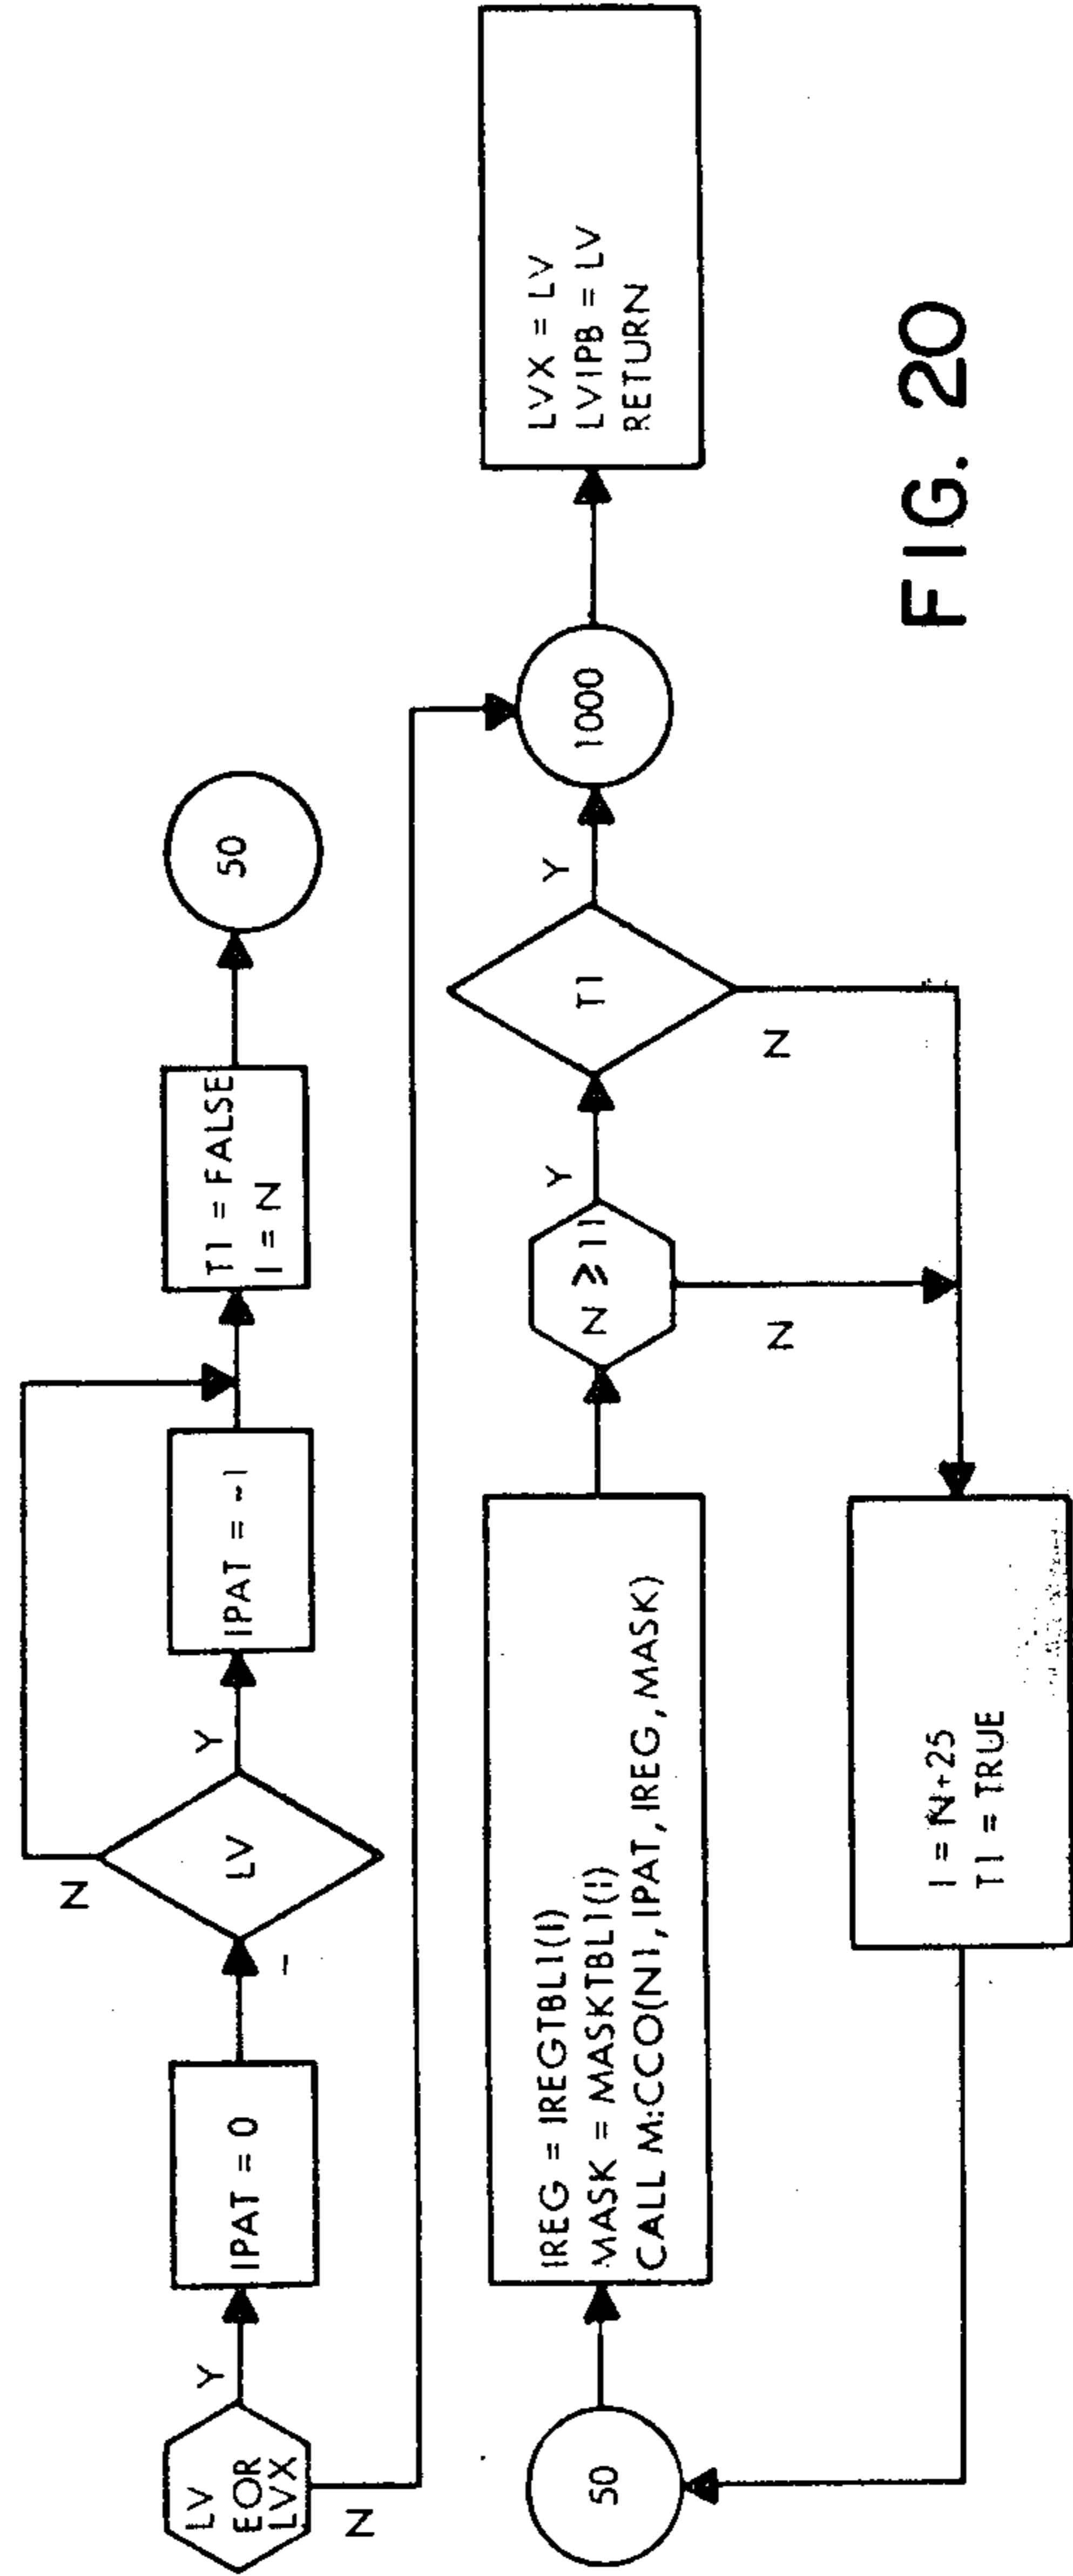 LV
EOR
LVX
Y
N
IPAT = 0
LV
Y
N
IPAT = -1
T1 = FALSE
I = N
50
50
IREG = IREGTBL1(I)
MASK = MASKTBL1(I)
CALL M:CCO(N1, IPAT, IREG, MASK)
N ≥ 11
Y
N
T1
Y
N
1000
LVX = LV
LVIPB = LV
RETURN
I = N+25
T1 = TRUE
FIG. 20